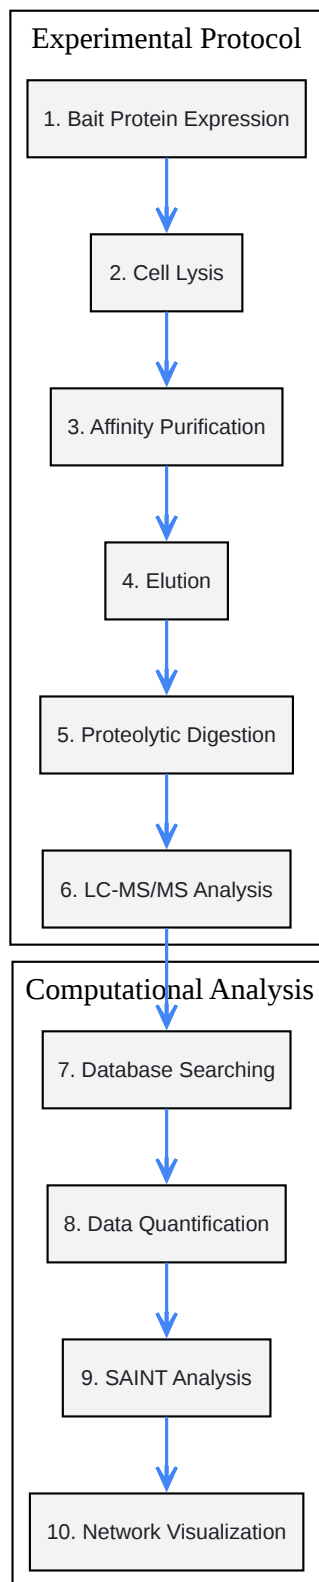 Experimental Protocol
1. Bait Protein Expression
2. Cell Lysis
3. Affinity Purification
4. Elution
5. Proteolytic Digestion
6. LC-MS/MS Analysis
Computational Analysis
7. Database Searching
8. Data Quantification
9. SAINT Analysis
10. Network Visualization